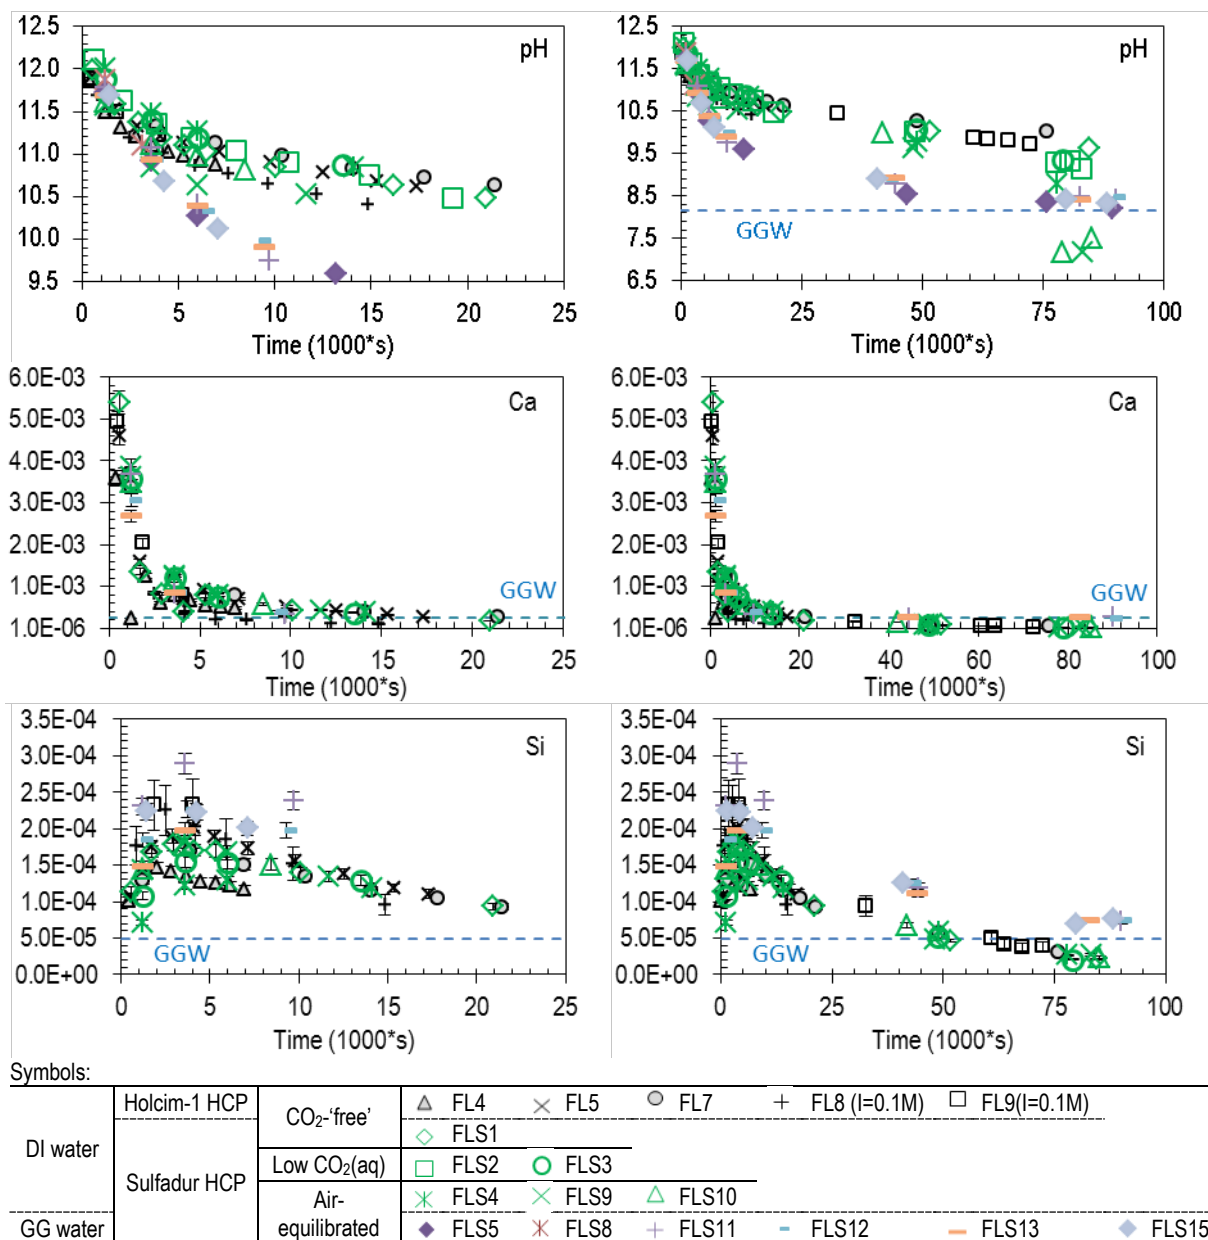 12.5 12.0 11.5 11.0 10.5 10.0 9.5
pH
0 5 10 15 20 25
Time (1000*s)
12.5 11.5 10.5 9.5 8.5 7.5 6.5
pH
GGW
0 25 50 75 100
Time (1000*s)
6.0E-03 5.0E-03 4.0E-03 3.0E-03 2.0E-03 1.0E-03 1.0E-06
Ca
GGW
0 5 10 15 20 25
Time (1000*s)
6.0E-03 5.0E-03 4.0E-03 3.0E-03 2.0E-03 1.0E-03 1.0E-06
Ca
GGW
0 20 40 60 80 100
Time (1000*s)
3.5E-04 3.0E-04 2.5E-04 2.0E-04 1.5E-04 1.0E-04 5.0E-05 0.0E+00
Si
GGW
0 5 10 15 20 25
Time (1000*s)
3.5E-04 3.0E-04 2.5E-04 2.0E-04 1.5E-04 1.0E-04 5.0E-05 0.0E+00
Si
GGW
0 25 50 75 100
Time (1000*s)
Symbols:
DI water
Holcim-1 HCP
CO₂-‘free’
FL4 FL5 FL7 FL8 (I=0.1M) FL9(I=0.1M)
Sulfadur HCP
FLS1
Low CO₂(aq)
FLS2 FLS3
Air-
equilibrated
FLS4 FLS9 FLS10
GG water
FLS5 FLS8 FLS11 FLS12 FLS13 FLS15